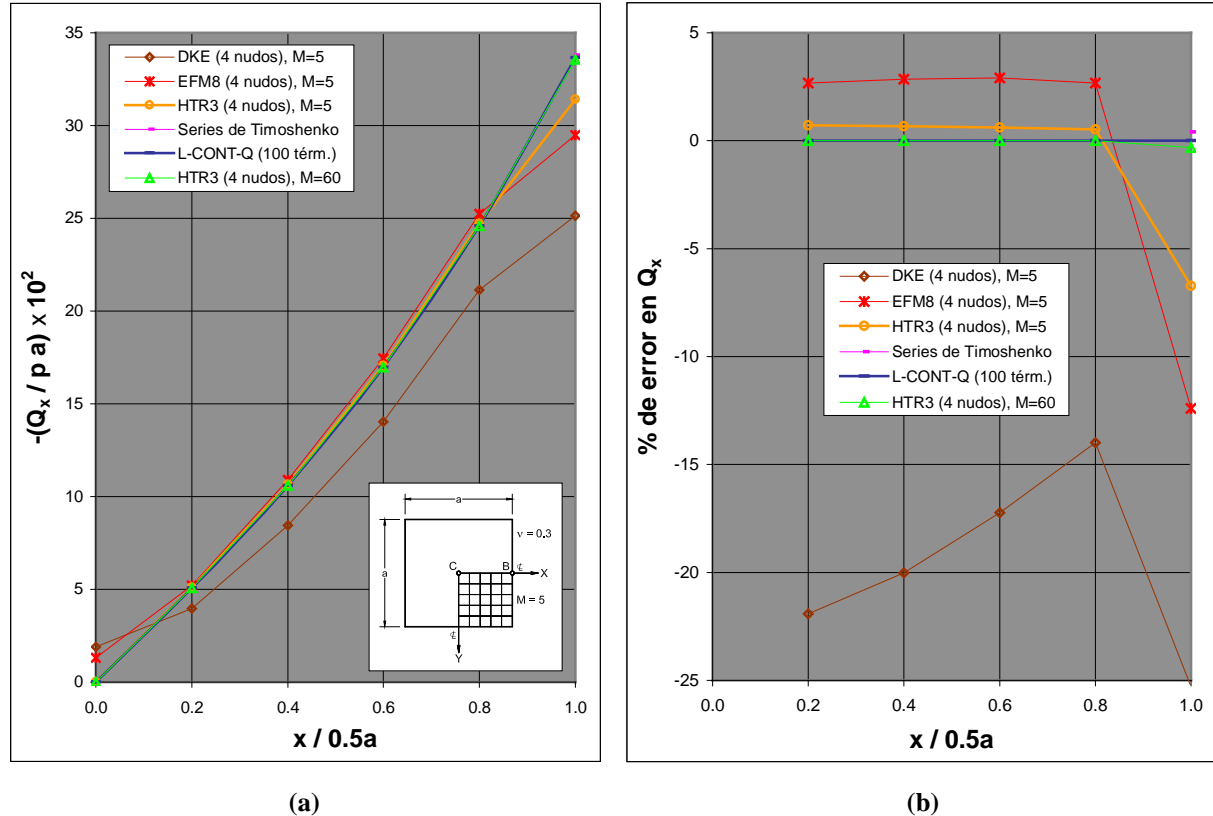 35
30
25
20
15
10
5
0
-(Qx / p a) x 10²
DKE (4 nudos), M=5
EFM8 (4 nudos), M=5
HTR3 (4 nudos), M=5
Series de Timoshenko
L-CONT-Q (100 térm.)
HTR3 (4 nudos), M=60
a
a
ν = 0.3
C
B
℄
X
M = 5
℄
Y
0.0 0.2 0.4 0.6 0.8 1.0
x / 0.5a
(a)
5
0
-5
-10
-15
-20
-25
% de error en Qx
DKE (4 nudos), M=5
EFM8 (4 nudos), M=5
HTR3 (4 nudos), M=5
Series de Timoshenko
L-CONT-Q (100 térm.)
HTR3 (4 nudos), M=60
0.0 0.2 0.4 0.6 0.8 1.0
x / 0.5a
(b)